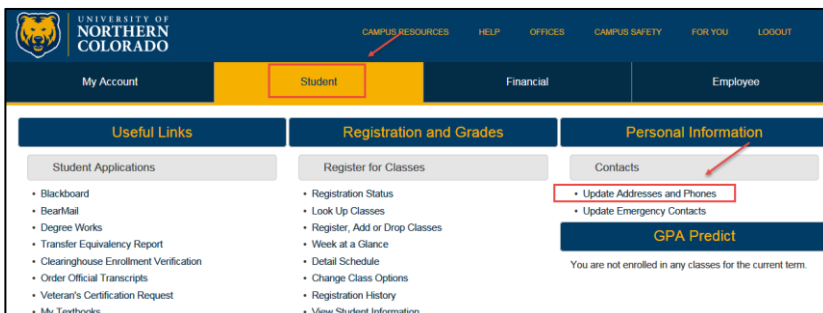 UNIVERSITY OF
NORTHERN
COLORADO
CAMPUS RESOURCES HELP OFFICES CAMPUS SAFETY FOR YOU LOGOUT
My Account Student Financial Employee
Useful Links
Student Applications
• Blackboard
• BearMail
• Degree Works
• Transfer Equivalency Report
• Clearinghouse Enrollment Verification
• Order Official Transcripts
• Veteran's Certification Request
• My Textbooks
Registration and Grades
Register for Classes
• Registration Status
• Look Up Classes
• Register, Add or Drop Classes
• Week at a Glance
• Detail Schedule
• Change Class Options
• Registration History
• View Student Information
Personal Information
Contacts
• Update Addresses and Phones
• Update Emergency Contacts
GPA Predict
You are not enrolled in any classes for the current term.